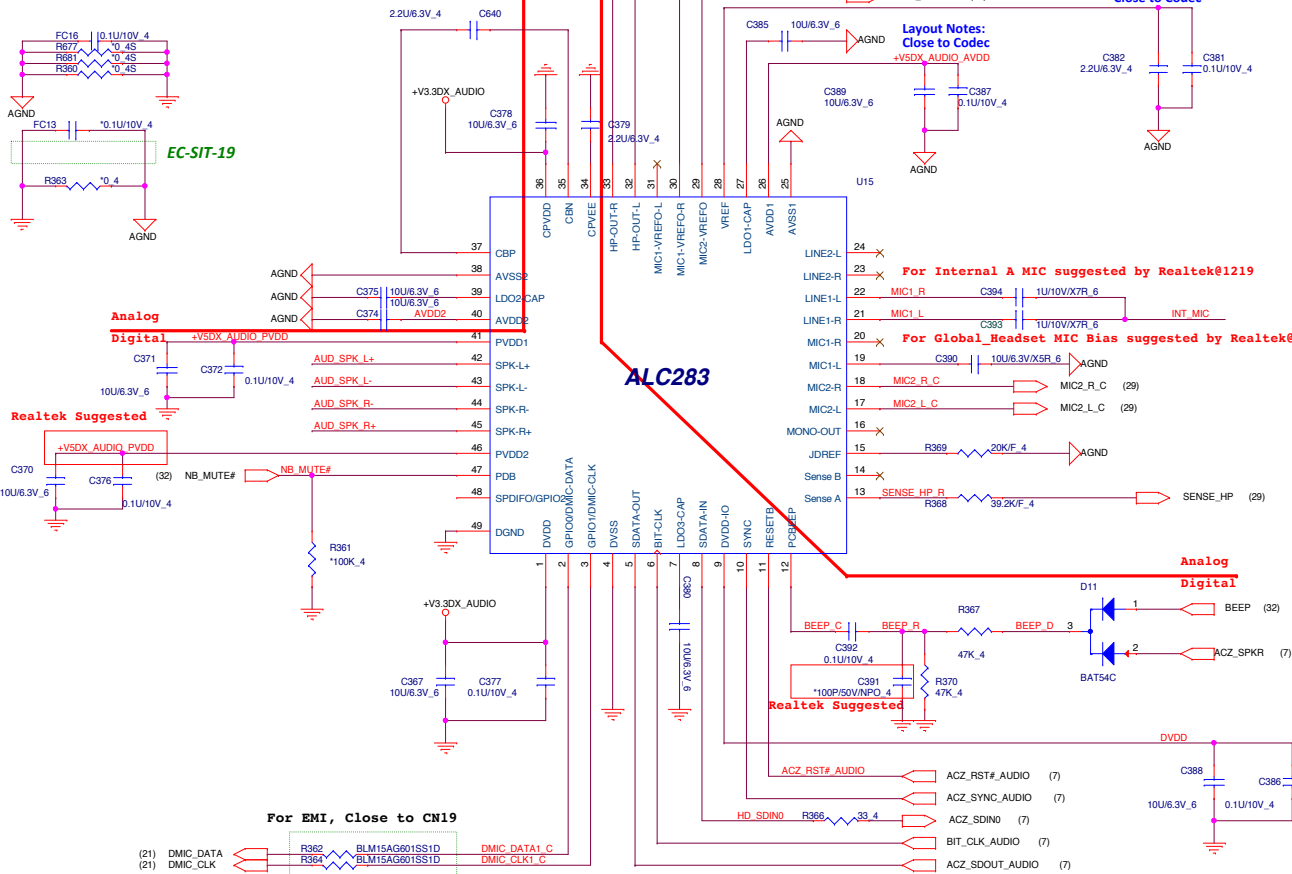 Close to Codec
2.2U/6.3V_4
C640
C385
10U/6.3V_6
AGND
Layout Notes:
Close to Codec
+V5DX_AUDIO_AVDD
C382
2.2U/6.3V_4
C381
0.1U/10V_4
AGND
FC16
0.1U/10V_4
R677
*0_4S
R681
*0_4S
R360
*0_4S
AGND
FC13
*0.1U/10V_4
EC-SIT-19
R363
*0_4
AGND
+V3.3DX_AUDIO
C378
10U/6.3V_6
C379
2.2U/6.3V_4
C389
10U/6.3V_6
C387
0.1U/10V_4
AGND
AGND
U15
36
35
34
33
32
31
30
29
28
27
26
25
CPVDD
CBN
CPVEE
HP-OUT-R
HP-OUT-L
MIC1-VREFO-L
MIC1-VREFO-R
MIC2-VREFO
VREF
LDO1-CAP
AVDD1
AVSS1
37
CBP
AGND
38
AVSS2
AGND
C375
10U/6.3V_6
39
LDO2-CAP
AGND
C374
10U/6.3V_6
AVDD2
40
AVDD2
Analog
Digital
+V5DX_AUDIO_PVDD
41
PVDD1
C371
10U/6.3V_6
C372
0.1U/10V_4
AUD_SPK_L+
42
SPK-L+
AUD_SPK_L-
43
SPK-L-
AUD_SPK_R-
44
SPK-R-
AUD_SPK_R+
45
SPK-R+
Realtek Suggested
+V5DX_AUDIO_PVDD
46
PVDD2
C370
10U/6.3V_6
C376
0.1U/10V_4
(32)
NB_MUTE#
NB_MUTE#
47
PDB
48
SPDIFO/GPIO2
49
DGND
R361
*100K_4
ALC283
LINE2-L
24
LINE2-R
23
For Internal A MIC suggested by Realtek@1219
LINE1-L
22
MIC1_R
C394
1U/10V/X7R_6
LINE1-R
21
MIC1_L
C393
1U/10V/X7R_6
INT_MIC
MIC1-R
20
For Global_Headset MIC Bias suggested by Realtek@
MIC1-L
19
C390
10U/6.3V/X5R_6
AGND
MIC2-R
18
MIC2_R_C
MIC2_R_C
(29)
MIC2-L
17
MIC2_L_C
MIC2_L_C
(29)
MONO-OUT
16
JDREF
15
R369
20K/F_4
AGND
Sense B
14
Sense A
13
SENSE_HP_R
R368
39.2K/F_4
SENSE_HP
(29)
DVDD
GPIO0/DMIC-DATA
GPIO1/DMIC-CLK
DVSS
SDATA-OUT
BIT-CLK
LDO3-CAP
SDATA-IN
DVDD-IO
SYNC
RESETB
PCBEEP
1
2
3
4
5
6
7
8
9
10
11
12
Analog
Digital
+V3.3DX_AUDIO
C367
10U/6.3V_6
C377
0.1U/10V_4
C380
10U/6.3V_6
D11
1
BEEP
(32)
BEEP_C
C392
0.1U/10V_4
BEEP_R
R367
47K_4
BEEP_D
3
2
ACZ_SPKR
(7)
BAT54C
C391
*100P/50V/NPO_4
R370
47K_4
Realtek Suggested
DVDD
C388
10U/6.3V_6
C386
0.1U/10V_4
ACZ_RST#_AUDIO
ACZ_RST#_AUDIO
(7)
ACZ_SYNC_AUDIO
(7)
HD_SDIN0
R366
33_4
ACZ_SDIN0
(7)
BIT_CLK_AUDIO
(7)
ACZ_SDOUT_AUDIO
(7)
For EMI, Close to CN19
(21)
DMIC_DATA
R362
BLM15AG601SS1D
DMIC_DATA1_C
(21)
DMIC_CLK
R364
BLM15AG601SS1D
DMIC_CLK1_C